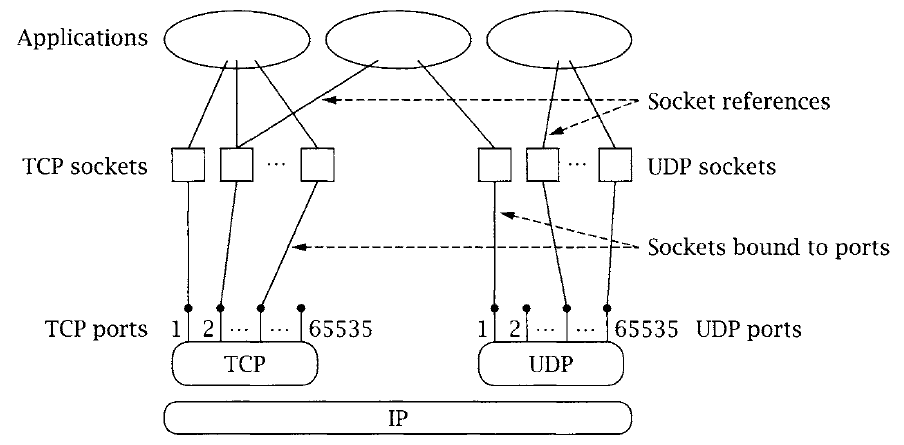 Applications
Socket references
TCP sockets ... ... UDP sockets
Sockets bound to ports
TCP ports 1 2 ... ... 65535 1 2 ... ... 65535 UDP ports
TCP UDP
IP